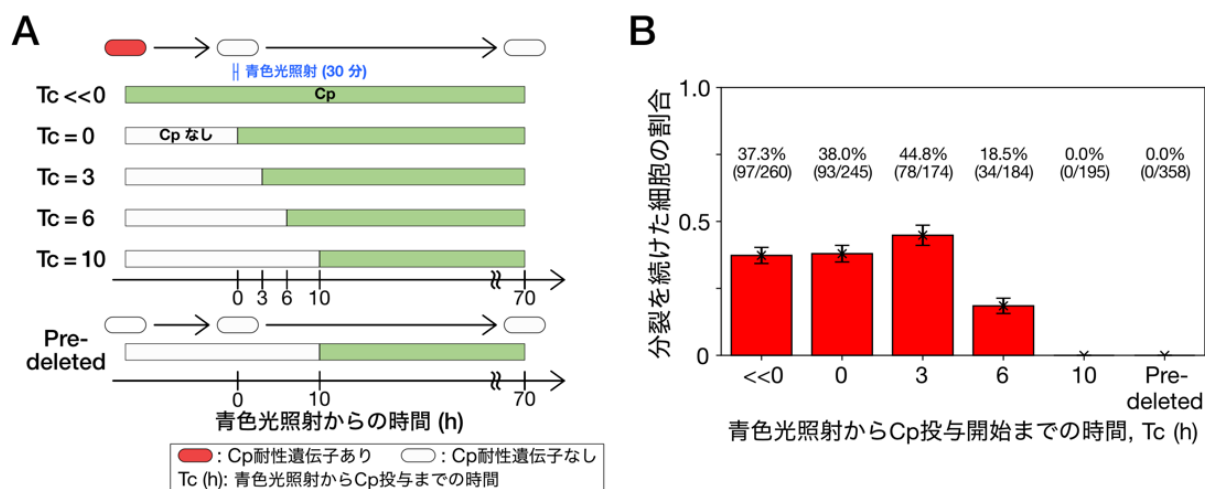 A
青色光照射 (30 分)
Tc <<0
Cp
Tc = 0
Cp なし
Tc = 3
Tc = 6
Tc = 10
0 3 6 10 70
Pre-
deleted
0 10 70
青色光照射からの時間 (h)
: Cp耐性遺伝子あり : Cp耐性遺伝子なし
Tc (h): 青色光照射からCp投与までの時間
B
分裂を続けた細胞の割合
1.0
0.5
0
37.3% 38.0% 44.8% 18.5% 0.0% 0.0%
(97/260) (93/245) (78/174) (34/184) (0/195) (0/358)
<<0 0 3 6 10 Pre-
deleted
青色光照射からCp投与開始までの時間, Tc (h)